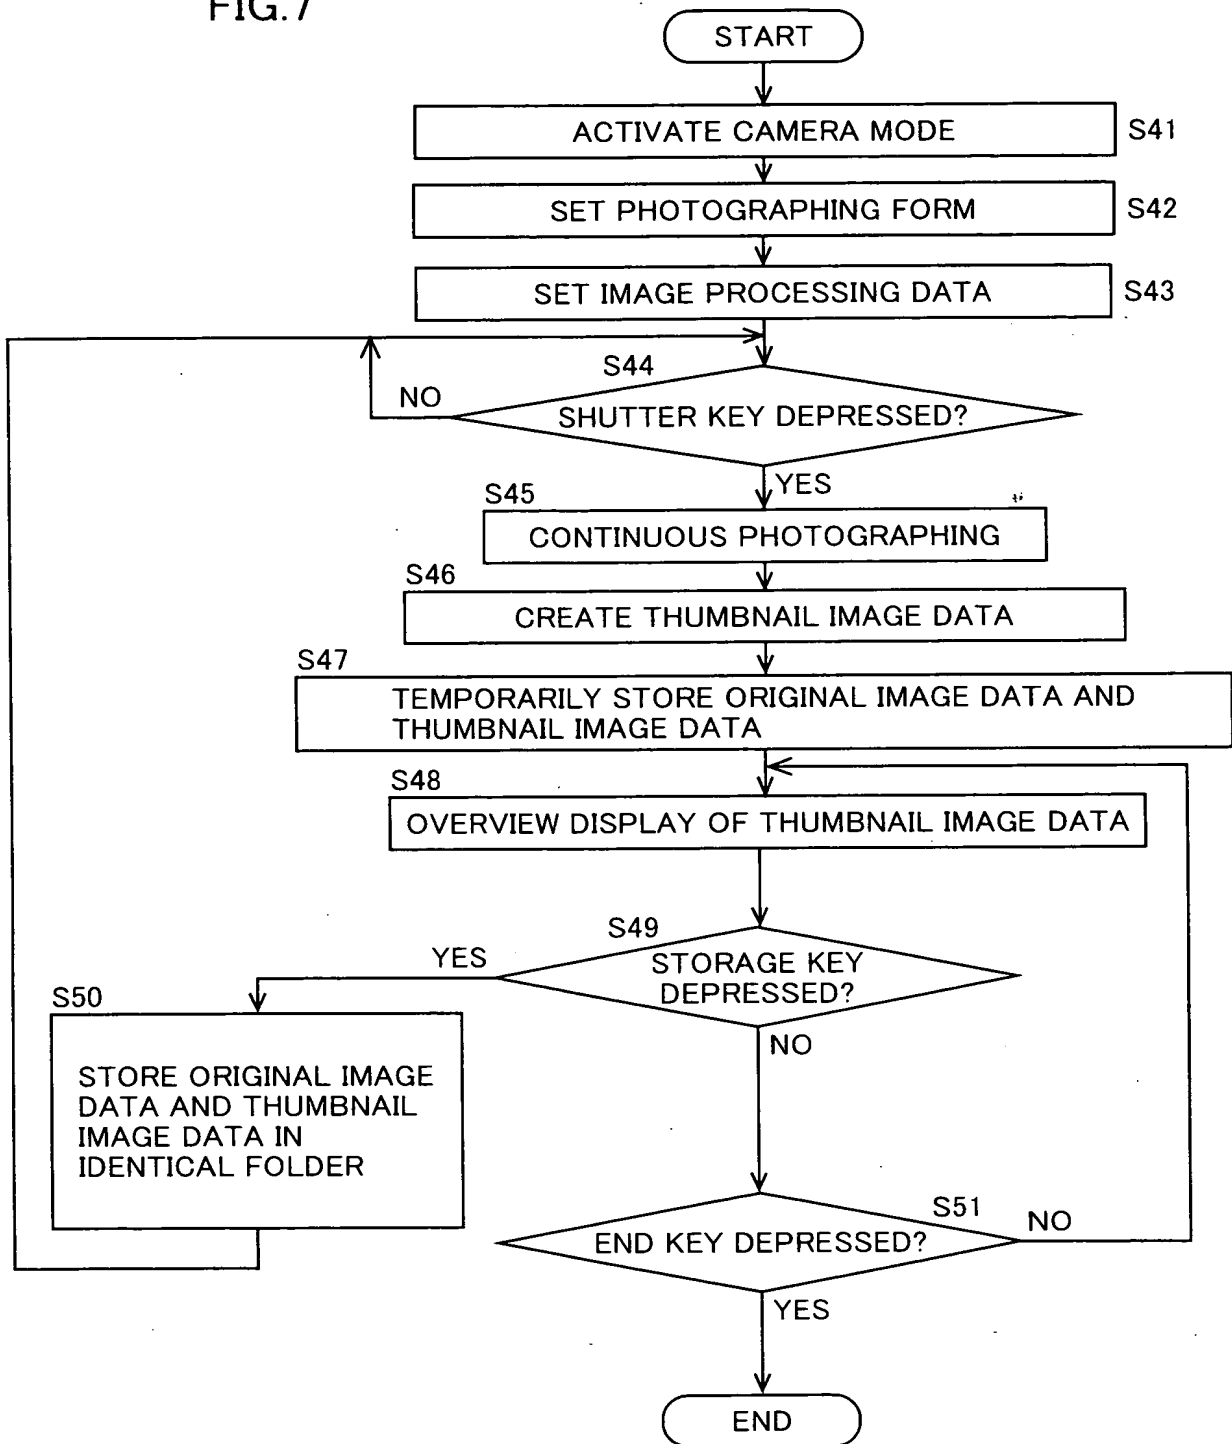 FIG.7
START
ACTIVATE CAMERA MODE
S41
SET PHOTOGRAPHING FORM
S42
SET IMAGE PROCESSING DATA
S43
S44
NO
SHUTTER KEY DEPRESSED?
YES
S45
CONTINUOUS PHOTOGRAPHING
S46
CREATE THUMBNAIL IMAGE DATA
S47
TEMPORARILY STORE ORIGINAL IMAGE DATA AND
THUMBNAIL IMAGE DATA
S48
OVERVIEW DISPLAY OF THUMBNAIL IMAGE DATA
S49
YES
STORAGE KEY
DEPRESSED?
NO
S50
STORE ORIGINAL IMAGE
DATA AND THUMBNAIL
IMAGE DATA IN
IDENTICAL FOLDER
S51
END KEY DEPRESSED?
NO
YES
END